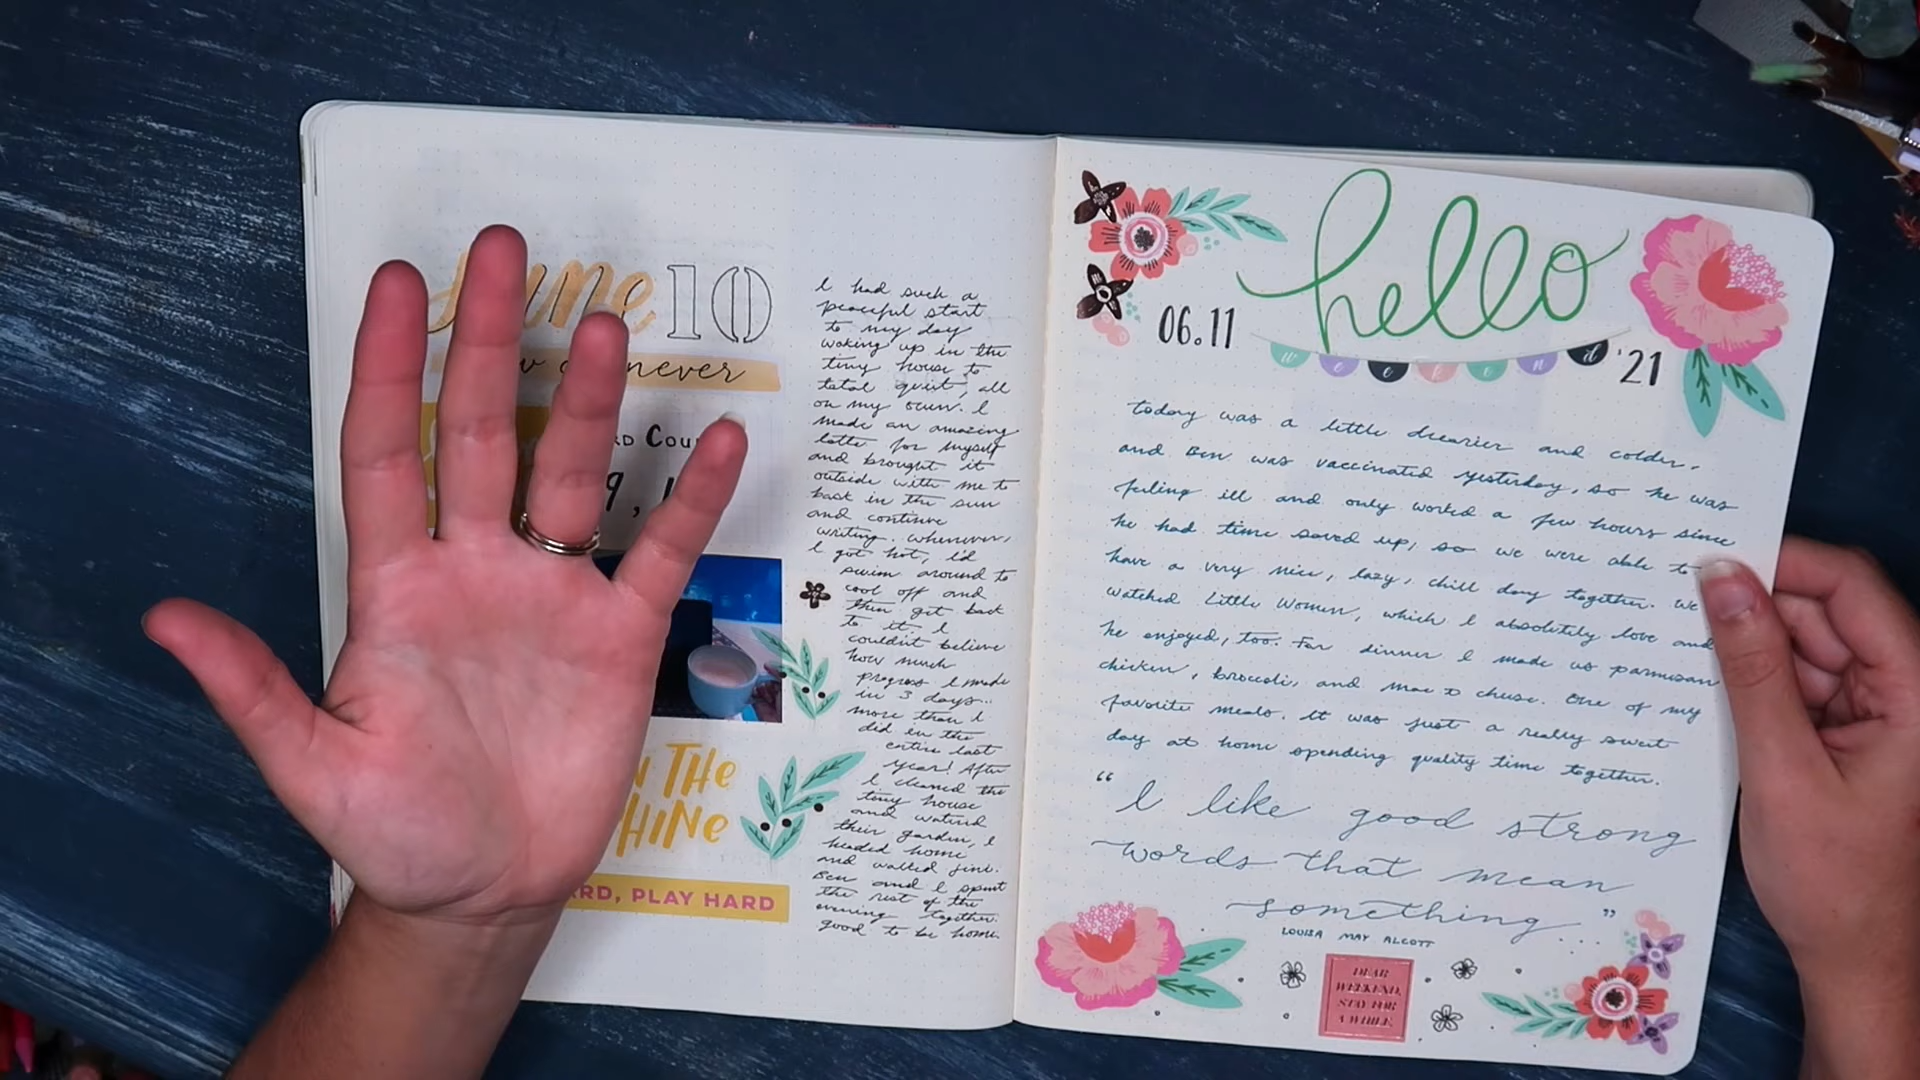 June 10
never
RD COU
9, 1
N THE
HINE
RD, PLAY HARD
I had such a
peaceful start
to my day
waking up in the
tiny house to
total quiet, all
on my own. I
made an amazing
latte for myself
and brought it
outside with me to
bask in the sun
and continue
writing. Whenever,
I got hot, I'd
swim around to
cool off and
then get back
to it. I
couldn't believe
how much
progress I made
in 3 days...
more than I
did in the
entire last
year! After
I cleaned the
tiny house
and watered
their garden, I
headed home
and walked Jini.
Ben and I spent
the rest of the
evening together.
good to be home.
hello
06.11
weekend
'21
Today was a little drearier and colder.
and Ben was vaccinated yesterday, so he was
feeling ill and only worked a few hours since
he had time saved up, so we were able to
have a very nice, lazy, chill day together. We
watched Little Women, which I absolutely love and
he enjoyed, too. For dinner I made us parmesan
chicken, broccoli, and mac & cheese. One of my
favorite meals. It was just a really sweet
day at home spending quality time together.
"I like good strong
words that mean
something..."
LOUISA MAY ALCOTT
DEAR
WEEKEND,
STAY FOR
A WHILE